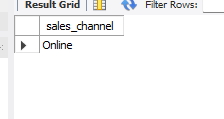 Result Grid Filter Rows:
sales_channel
Online